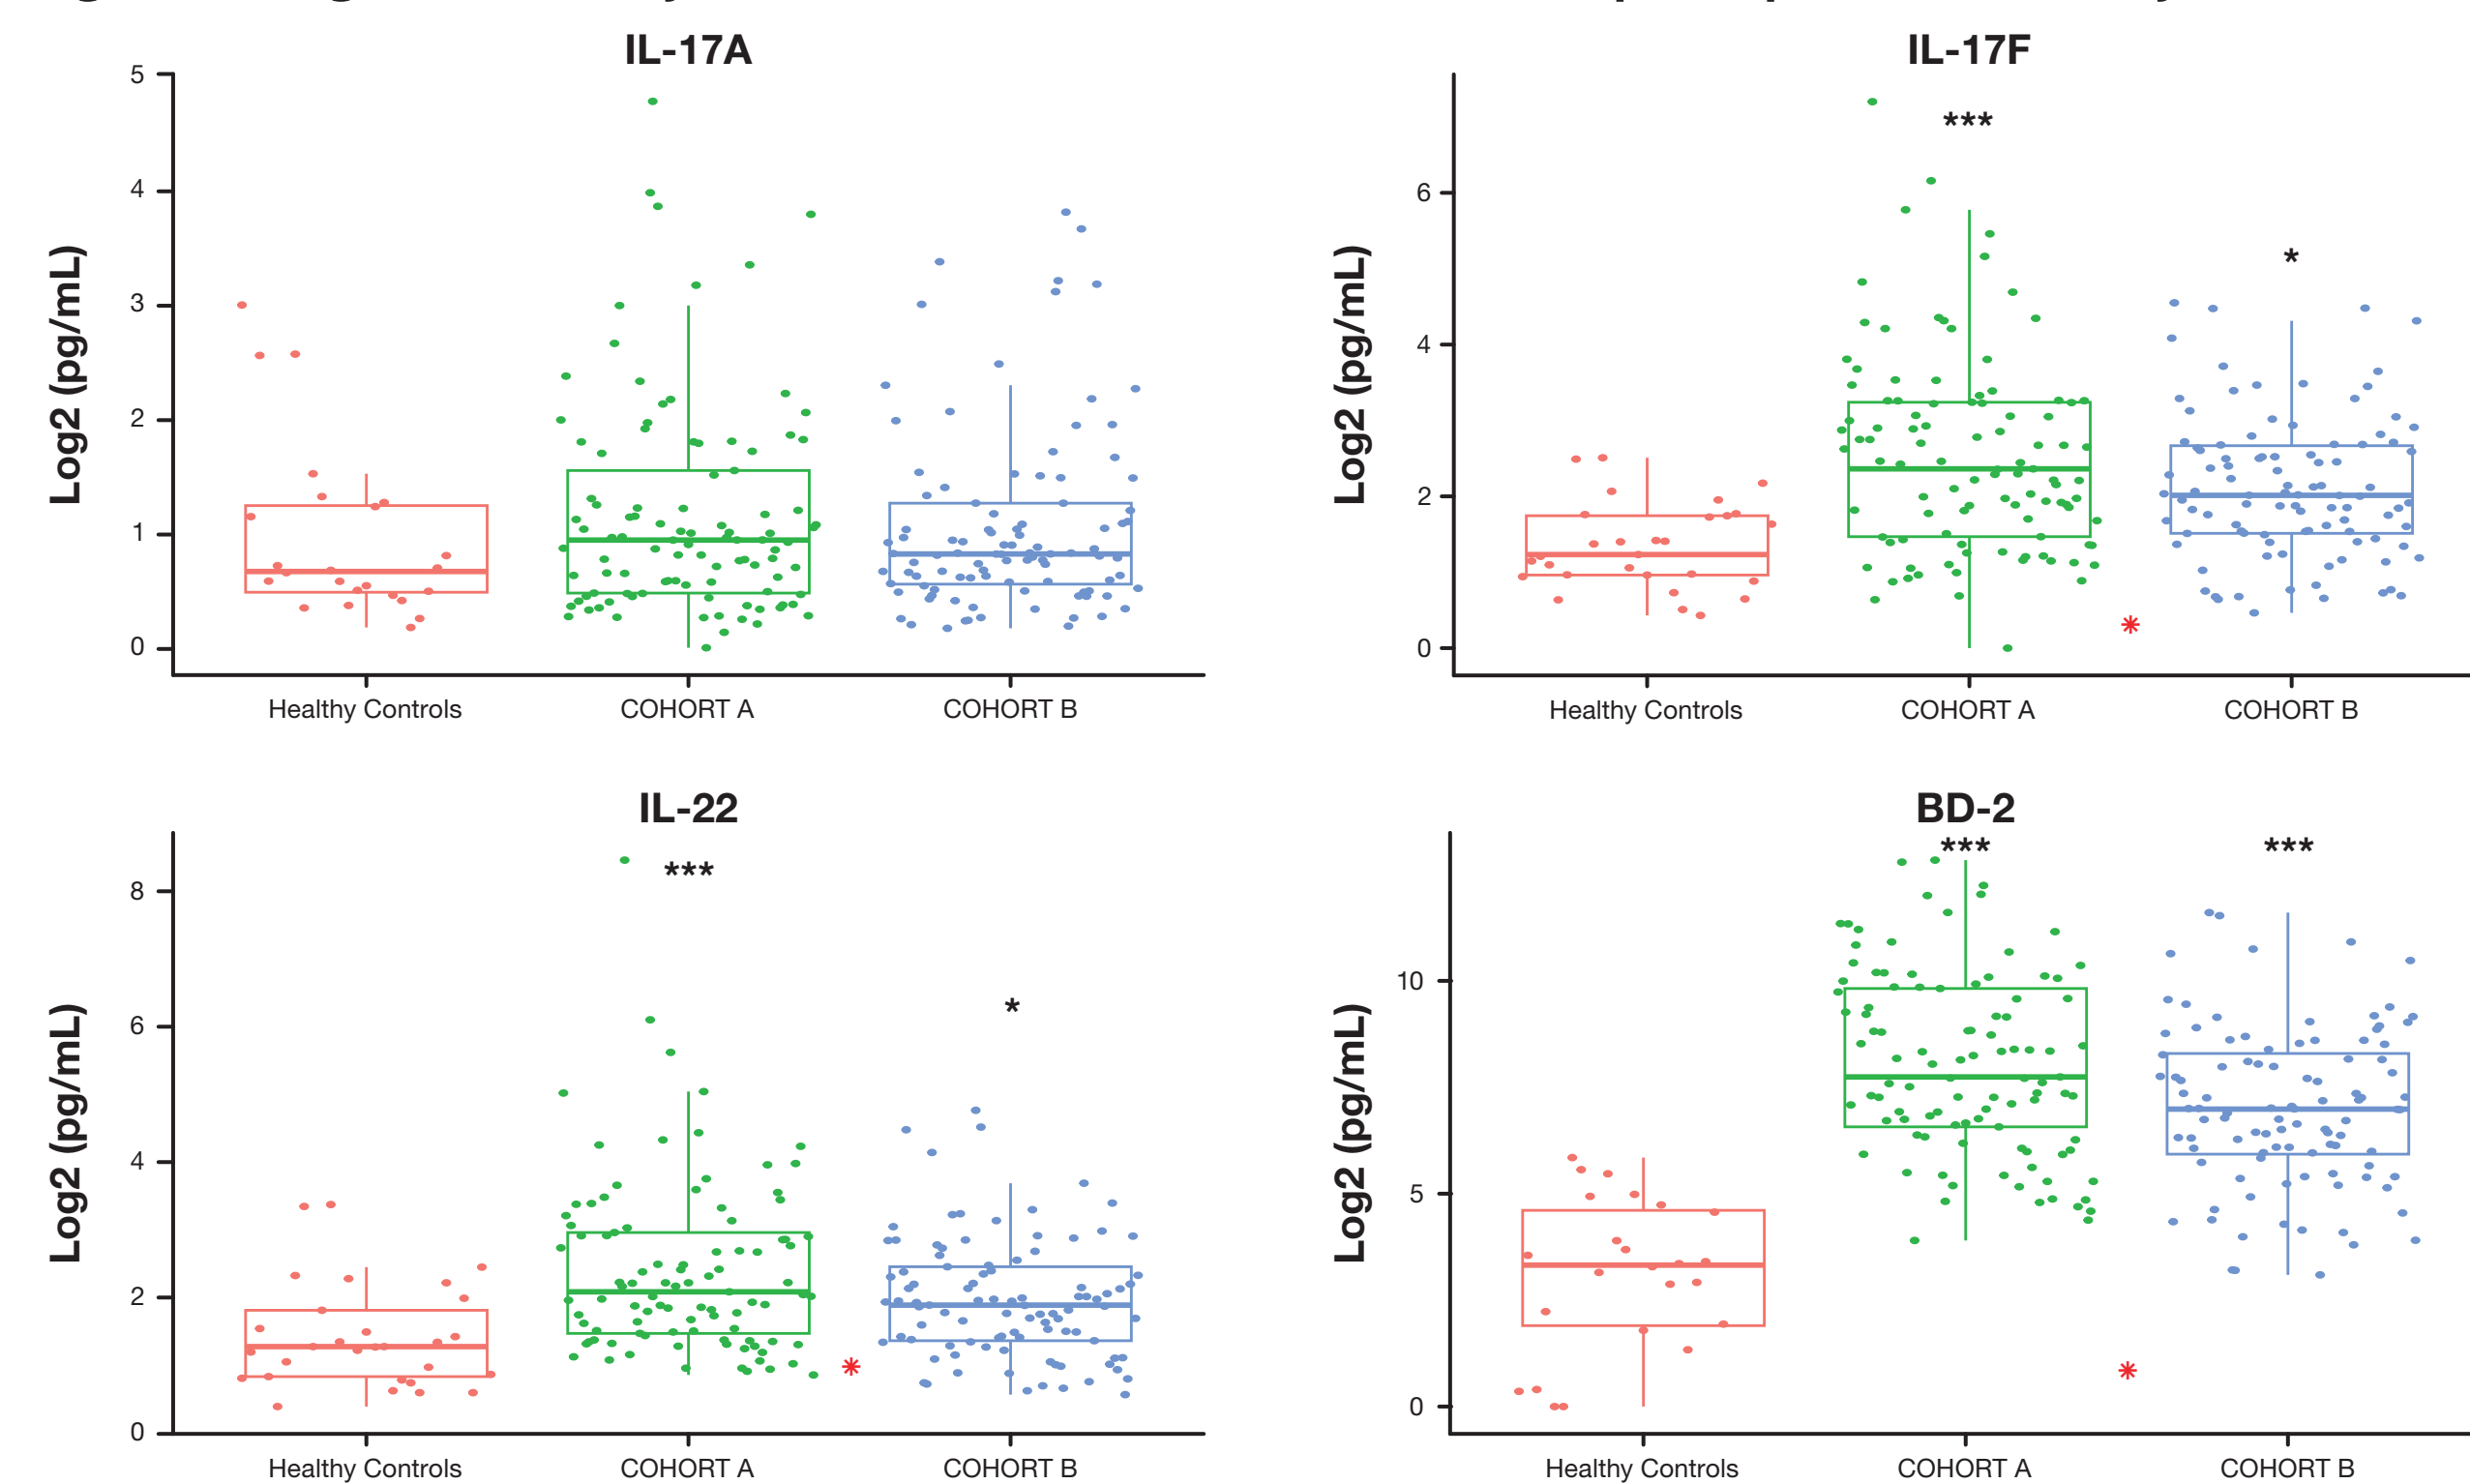 IL-17A
5
4
3
2
1
0
Log2 (pg/mL)
Healthy Controls
COHORT A
COHORT B
IL-17F
***
*
6
4
2
0
Log2 (pg/mL)
*
Healthy Controls
COHORT A
COHORT B
IL-22
***
*
8
6
4
2
0
Log2 (pg/mL)
*
Healthy Controls
COHORT A
COHORT B
BD-2
***
***
10
5
0
Log2 (pg/mL)
*
Healthy Controls
COHORT A
COHORT B